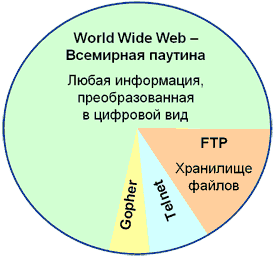 World Wide Web –
Всемирная паутина
Любая информация,
преобразованная
в цифровой вид
FTP
Хранилище
файлов
Telnet
Gopher